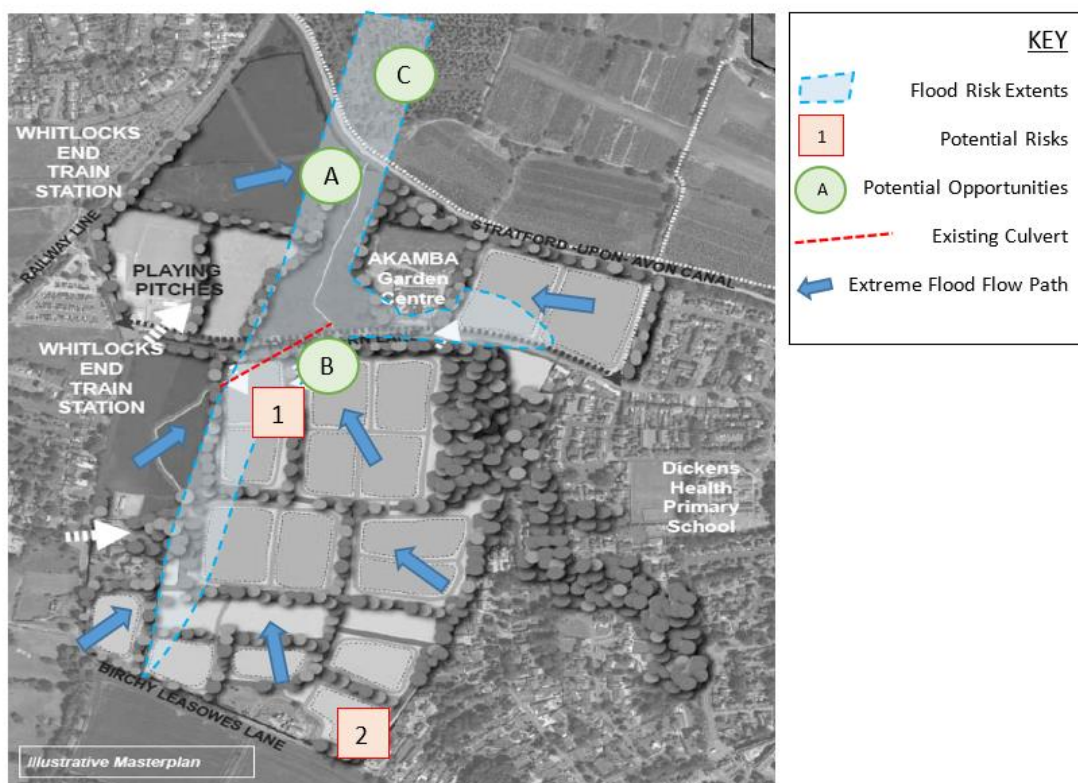 C
WHITLOCKS
END
TRAIN
STATION
A
RAILWAY LINE
STRATFORD-UPON-AVON CANAL
AKAMBA
Garden
Centre
PLAYING
PITCHES
WHITLOCKS
END
TRAIN
STATION
B
1
Dickens
Health
Primary
School
BIRCHY LEASOWES LANE
2
Illustrative Masterplan
KEY
Flood Risk Extents
1
Potential Risks
A
Potential Opportunities
Existing Culvert
Extreme Flood Flow Path